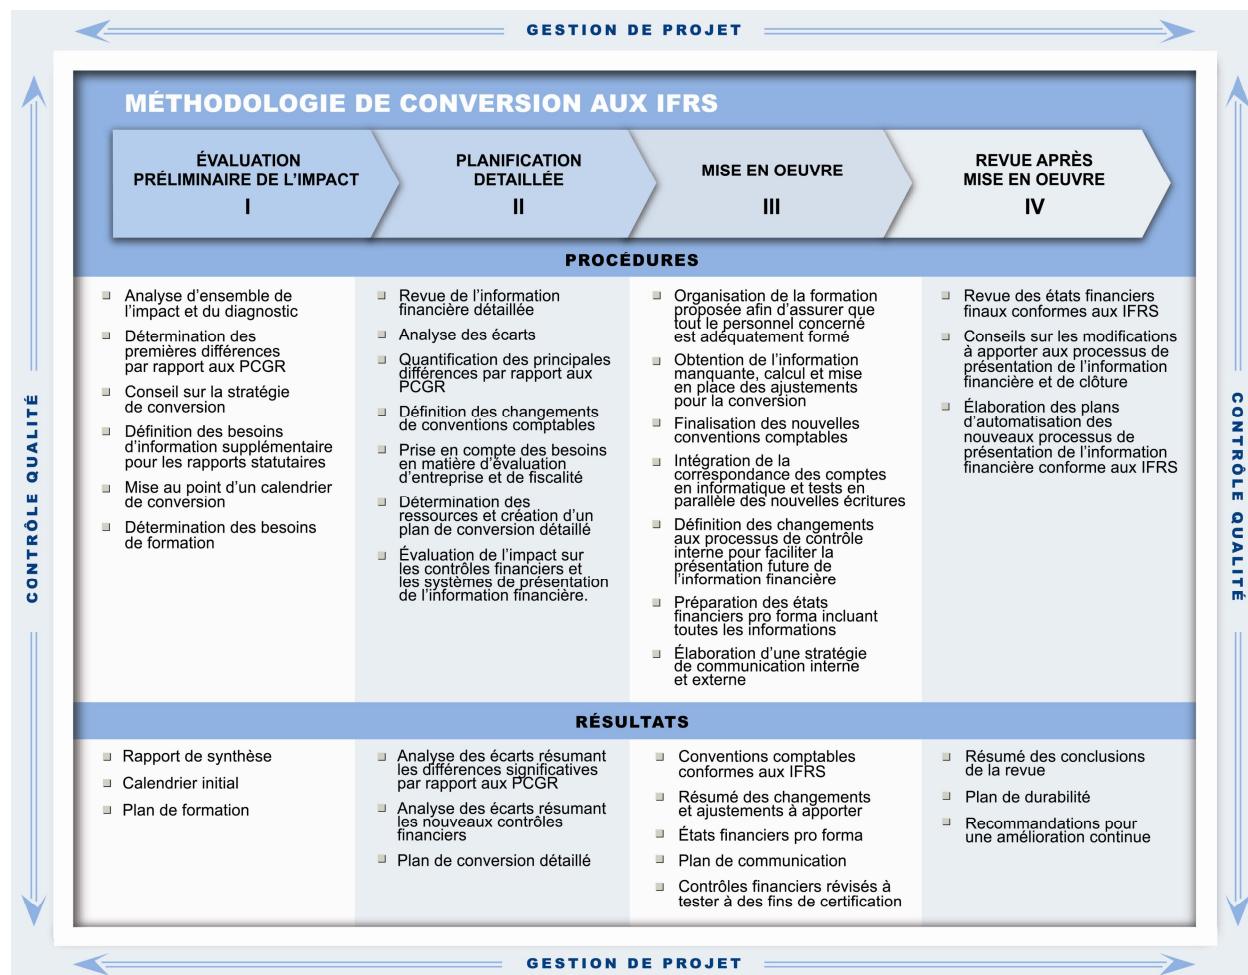 GESTION DE PROJET
MÉTHODOLOGIE DE CONVERSION AUX IFRS
ÉVALUATION
PRÉLIMINAIRE DE L'IMPACT
I
PLANIFICATION
DETAILLÉE
II
MISE EN OEUVRE
III
REVUE APRÈS
MISE EN OEUVRE
IV
PROCÉDURES
Analyse d'ensemble de
l'impact et du diagnostic
Détermination des
premières différences
par rapport aux PCGR
Conseil sur la stratégie
de conversion
Définition des besoins
d'information supplémentaire
pour les rapports statutaires
Mise au point d'un calendrier
de conversion
Détermination des besoins
de formation
Revue de l'information
financière détaillée
Analyse des écarts
Quantification des principales
différences par rapport aux
PCGR
Définition des changements
de conventions comptables
Prise en compte des besoins
en matière d'évaluation
d'entreprise et de fiscalité
Détermination des
ressources et création d'un
plan de conversion détaillé
Évaluation de l'impact sur
les contrôles financiers et
les systèmes de présentation
de l'information financière.
Organisation de la formation
proposée afin d'assurer que
tout le personnel concerné
est adéquatement formé
Obtention de l'information
manquante, calcul et mise
en place des ajustements
pour la conversion
Finalisation des nouvelles
conventions comptables
Intégration de la
correspondance des comptes
en informatique et tests en
parallèle des nouvelles écritures
Définition des changements
aux processus de contrôle
interne pour faciliter la
présentation future de
l'information financière
Préparation des états
financiers pro forma incluant
toutes les informations
Élaboration d'une stratégie
de communication interne
et externe
Revue des états financiers
finaux conformes aux IFRS
Conseils sur les modifications
à apporter aux processus de
présentation de l'information
financière et de clôture
Élaboration des plans
d'automatisation des
nouveaux processus de
présentation de l'information
financière conforme aux IFRS
RÉSULTATS
Rapport de synthèse
Calendrier initial
Plan de formation
Analyse des écarts résumant
les différences significatives
par rapport aux PCGR
Analyse des écarts résumant
les nouveaux contrôles
financiers
Plan de conversion détaillé
Conventions comptables
conformes aux IFRS
Résumé des changements
et ajustements à apporter
États financiers pro forma
Plan de communication
Contrôles financiers révisés à
tester à des fins de certification
Résumé des conclusions
de la revue
Plan de durabilité
Recommandations pour
une amélioration continue
CONTRÔLE QUALITÉ
CONTRÔLE QUALITÉ
GESTION DE PROJET